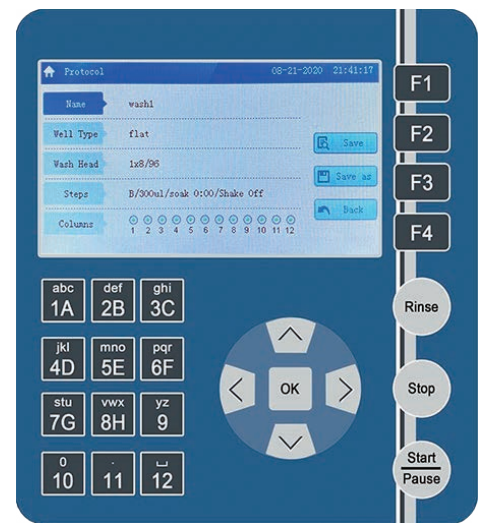 Protocol 08-21-2020 21:41:17
Name wash1
Well Type flat
Save
Wash Head 1x8/96
Save as
Steps B/300ul/soak 0:00/Shake Off
Back
Columns
1 2 3 4 5 6 7 8 9 10 11 12
F1
F2
F3
F4
abc def ghi
1A 2B 3C
jkl mno pqr
4D 5E 6F
stu vwx yz
7G 8H 9
0 . ⌴
10 11 12
OK
Rinse
Stop
Start
Pause